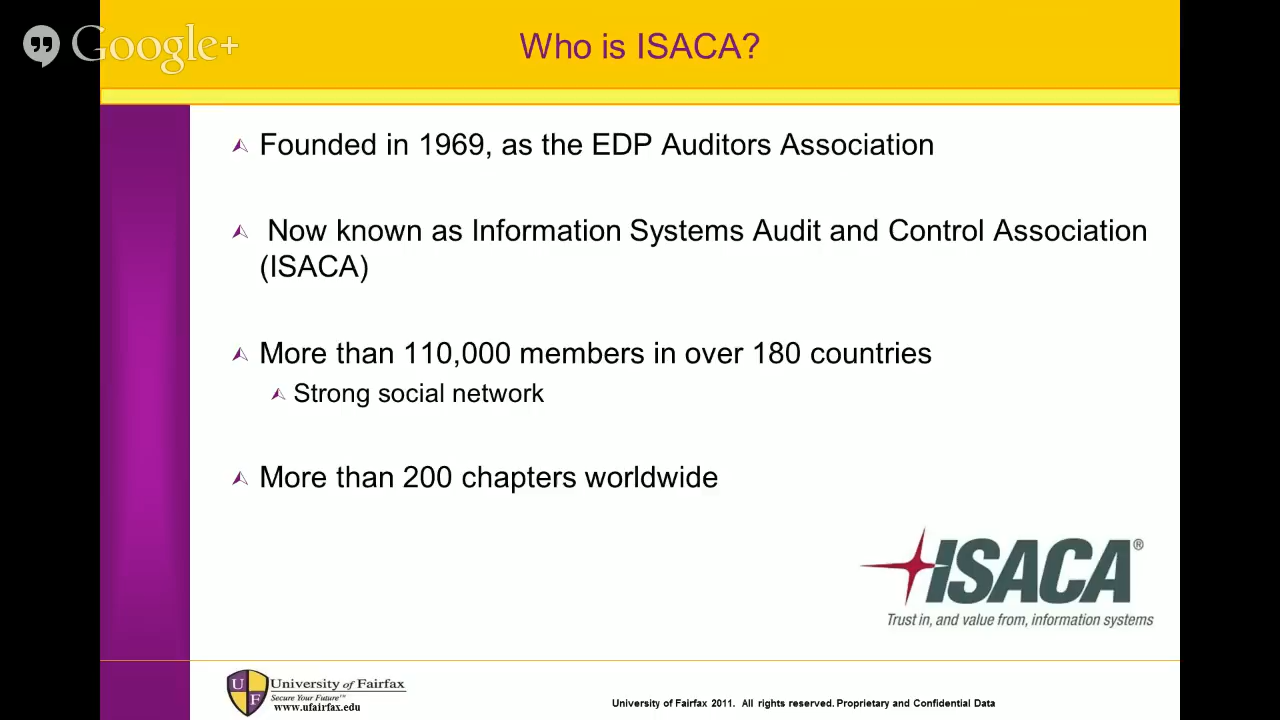 Google+
Who is ISACA?
Founded in 1969, as the EDP Auditors Association
Now known as Information Systems Audit and Control Association
(ISACA)
More than 110,000 members in over 180 countries
Strong social network
More than 200 chapters worldwide
ISACA®
Trust in, and value from, information systems
U F
University of Fairfax
Secure Your Future™
www.ufairfax.edu
University of Fairfax 2011. All rights reserved. Proprietary and Confidential Data